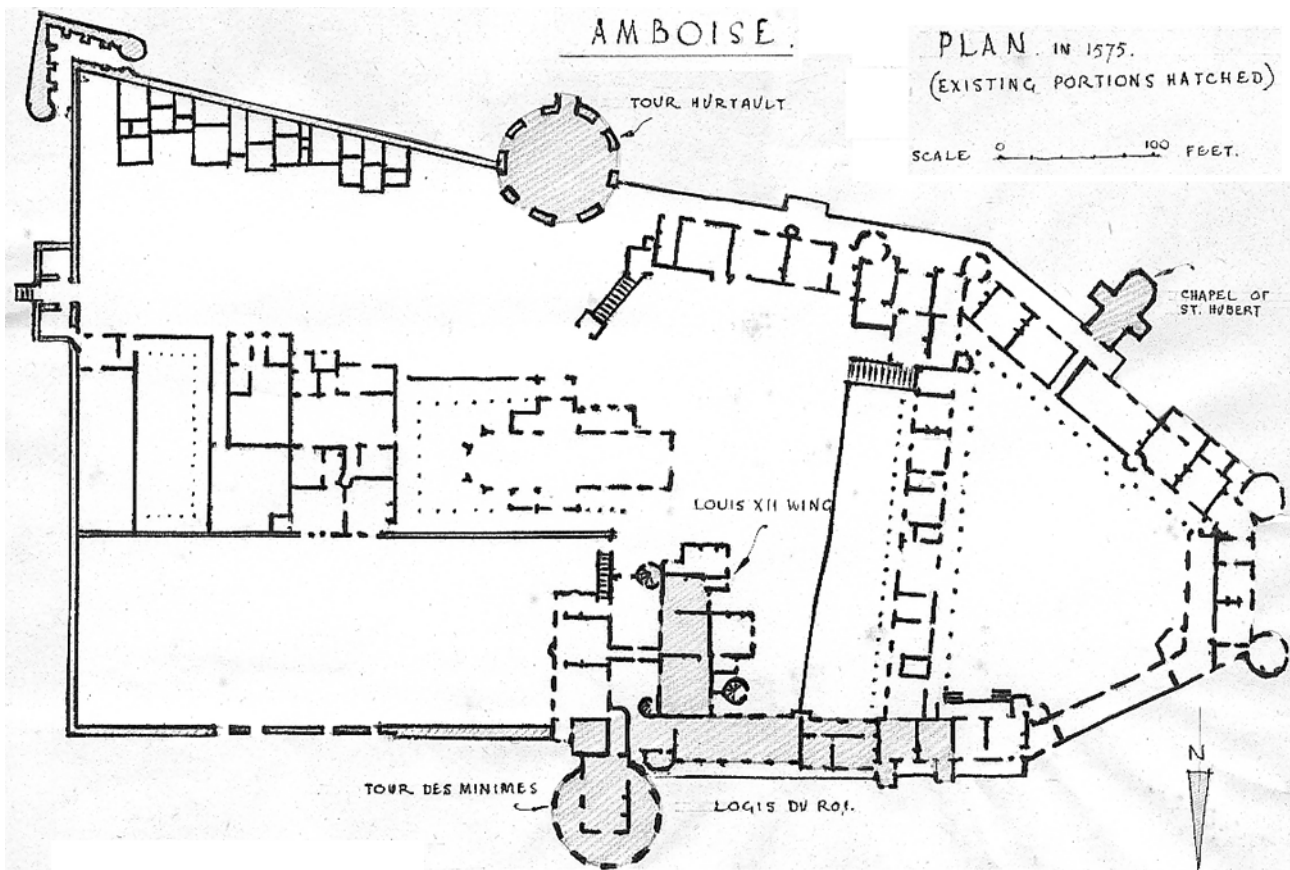 AMBOISE.
PLAN. IN 1575.
(EXISTING PORTIONS HATCHED)
SCALE 0 100 FEET.
TOUR HURTAULT.
CHAPEL OF
ST. HUBERT
LOUIS XII WING
TOUR DES MINIMES
LOGIS DU ROI.
N